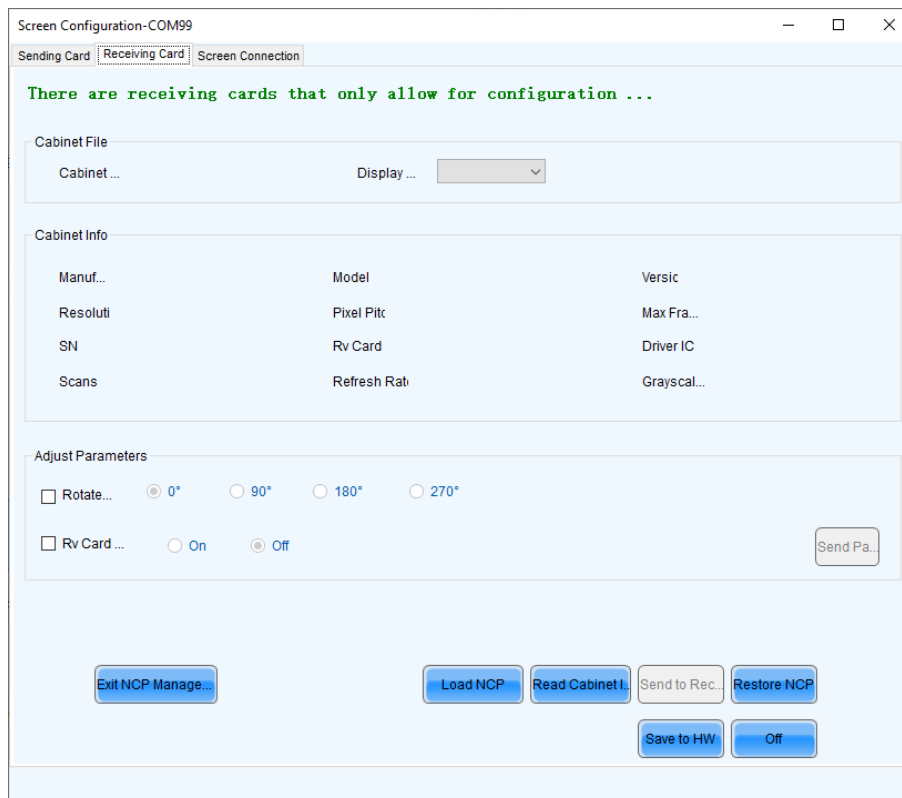 Screen Configuration-COM99
Sending Card Receiving Card Screen Connection
There are receiving cards that only allow for configuration ...
Cabinet File
Cabinet ... Display ...
Cabinet Info
Manuf... Model Versic
Resoluti Pixel Pitc Max Fra...
SN Rv Card Driver IC
Scans Refresh Rat Grayscal...
Adjust Parameters
Rotate... 0° 90° 180° 270°
Rv Card ... On Off
Send Pa...
Exit NCP Manage... Load NCP Read Cabinet I.. Send to Rec... Restore NCP
Save to HW Off